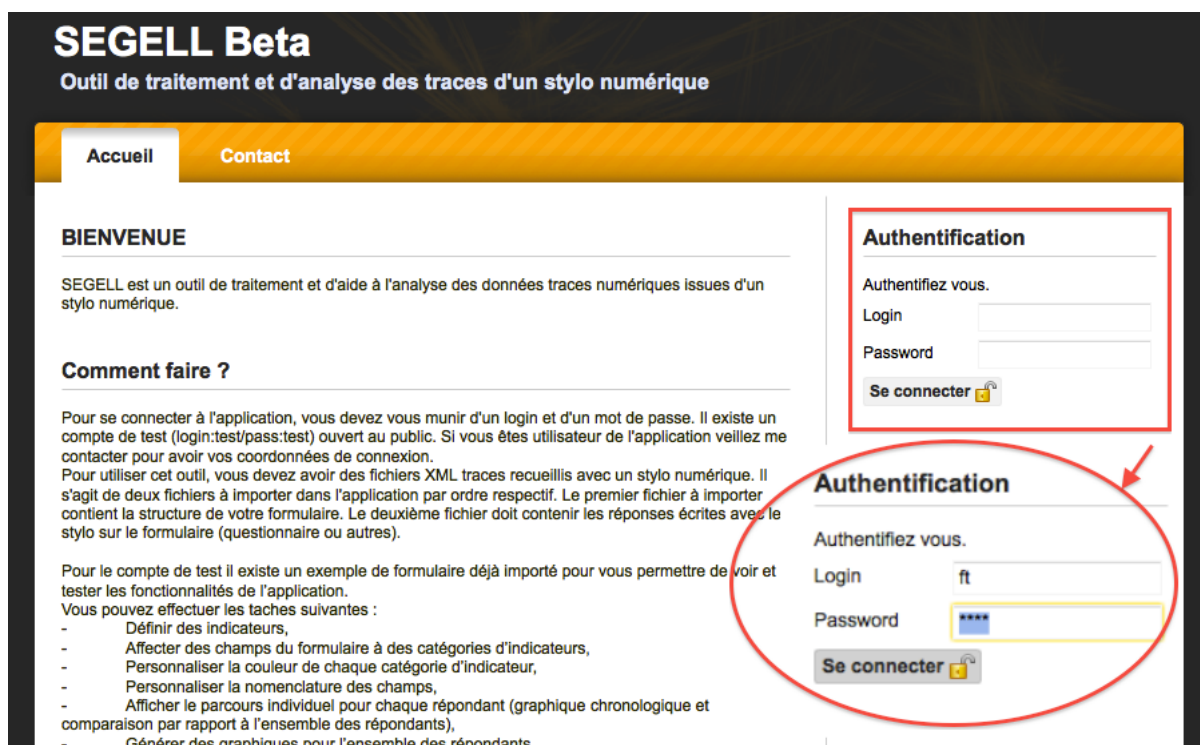 SEGELL Beta
Outil de traitement et d'analyse des traces d'un stylo numérique
Accueil
Contact
BIENVENUE
SEGELL est un outil de traitement et d'aide à l'analyse des données traces numériques issues d'un
stylo numérique.
Comment faire ?
Pour se connecter à l'application, vous devez vous munir d'un login et d'un mot de passe. Il existe un
compte de test (login:test/pass:test) ouvert au public. Si vous êtes utilisateur de l'application veillez me
contacter pour avoir vos coordonnées de connexion.
Pour utiliser cet outil, vous devez avoir des fichiers XML traces recueillis avec un stylo numérique. Il
s'agit de deux fichiers à importer dans l'application par ordre respectif. Le premier fichier à importer
contient la structure de votre formulaire. Le deuxième fichier doit contenir les réponses écrites avec le
stylo sur le formulaire (questionnaire ou autres).
Pour le compte de test il existe un exemple de formulaire déjà importé pour vous permettre de voir et
tester les fonctionnalités de l'application.
Vous pouvez effectuer les taches suivantes :
- Définir des indicateurs,
- Affecter des champs du formulaire à des catégories d'indicateurs,
- Personnaliser la couleur de chaque catégorie d'indicateur,
- Personnaliser la nomenclature des champs,
- Afficher le parcours individuel pour chaque répondant (graphique chronologique et
comparaison par rapport à l'ensemble des répondants),
- Générer des graphiques pour l'ensemble des répondants
Authentification
Authentifiez vous.
Login
Password
Se connecter
Authentification
Authentifiez vous.
Login ft
Password ****
Se connecter